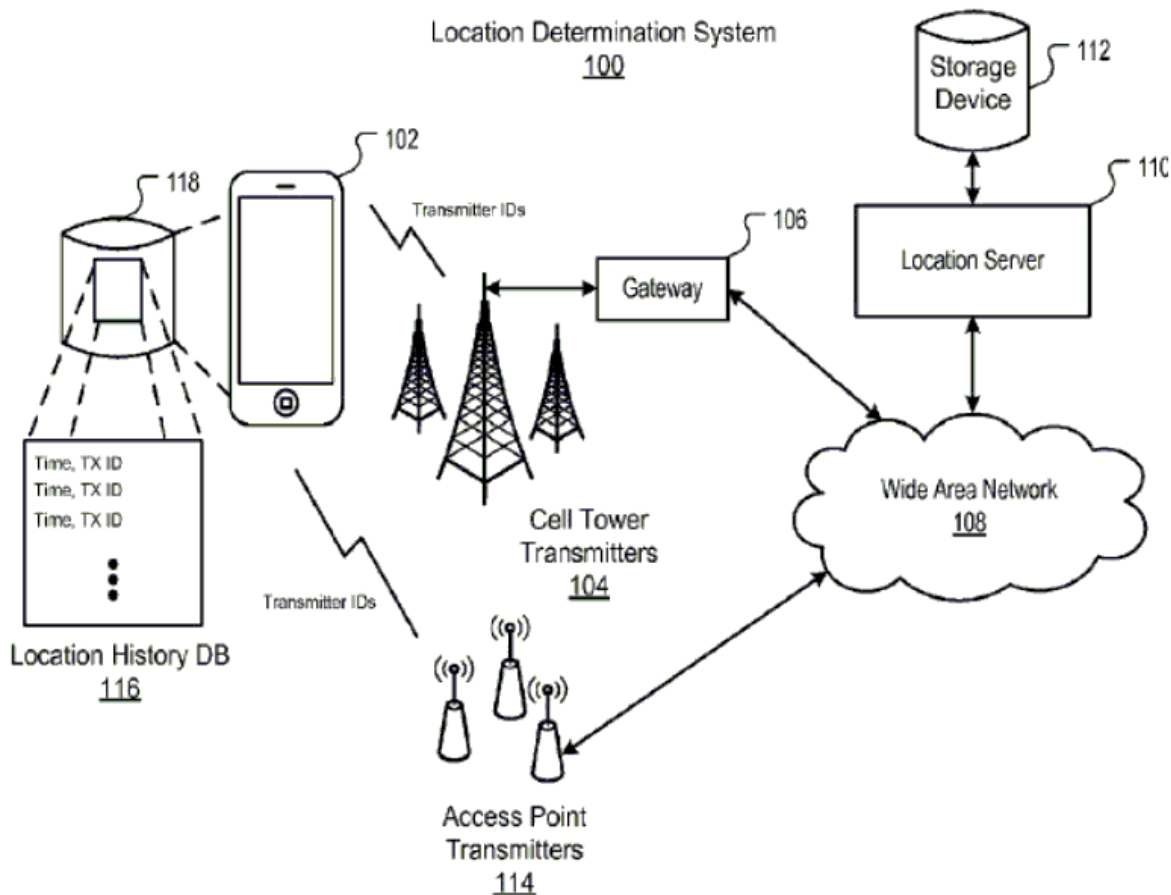 Location Determination System
100
Storage
Device
112
102
118
Transmitter IDs
106
110
Gateway
Location Server
Time, TX ID
Time, TX ID
Time, TX ID
Wide Area Network
108
Cell Tower
Transmitters
104
Transmitter IDs
Location History DB
116
Access Point
Transmitters
114